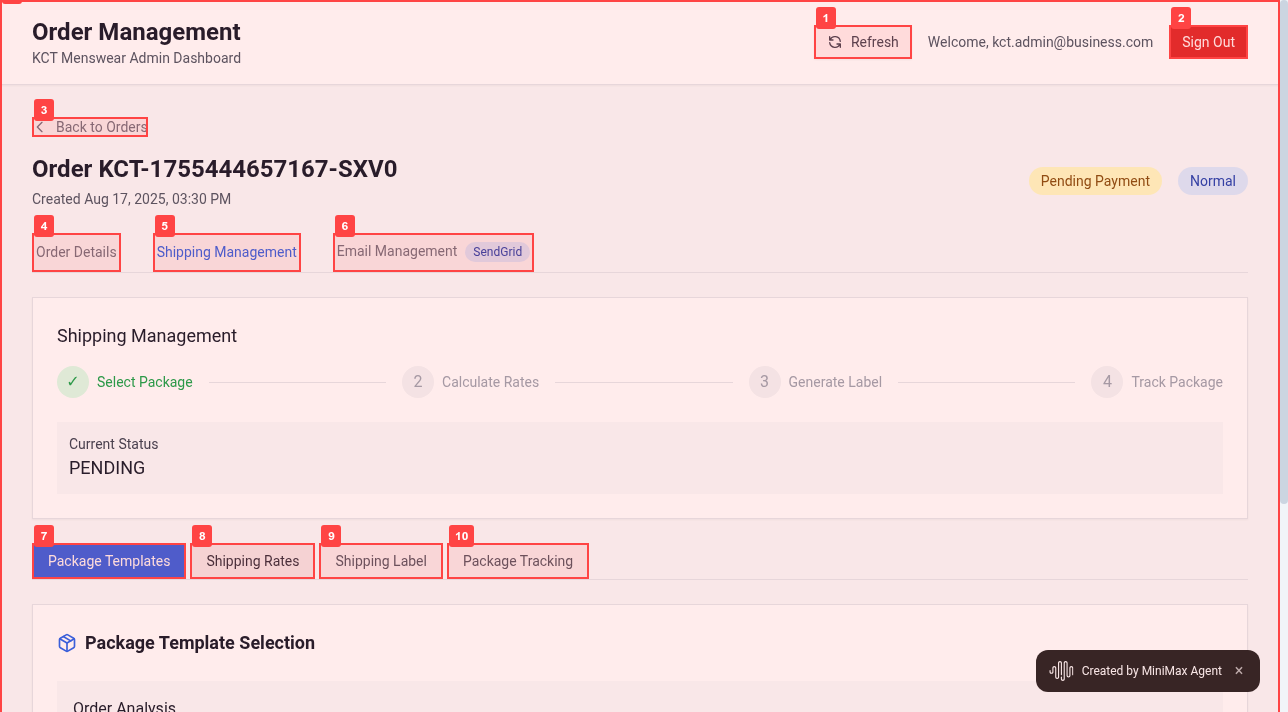 Order Management
KCT Menswear Admin Dashboard
1
Refresh
Welcome, kct.admin@business.com
2
Sign Out
3
Back to Orders
Order KCT-1755444657167-SXV0
Created Aug 17, 2025, 03:30 PM
Pending Payment
Normal
4
Order Details
5
Shipping Management
6
Email Management SendGrid
Shipping Management
✓ Select Package
2 Calculate Rates
3 Generate Label
4 Track Package
Current Status
PENDING
7
Package Templates
8
Shipping Rates
9
Shipping Label
10
Package Tracking
Package Template Selection
Order Analysis
Created by MiniMax Agent ×